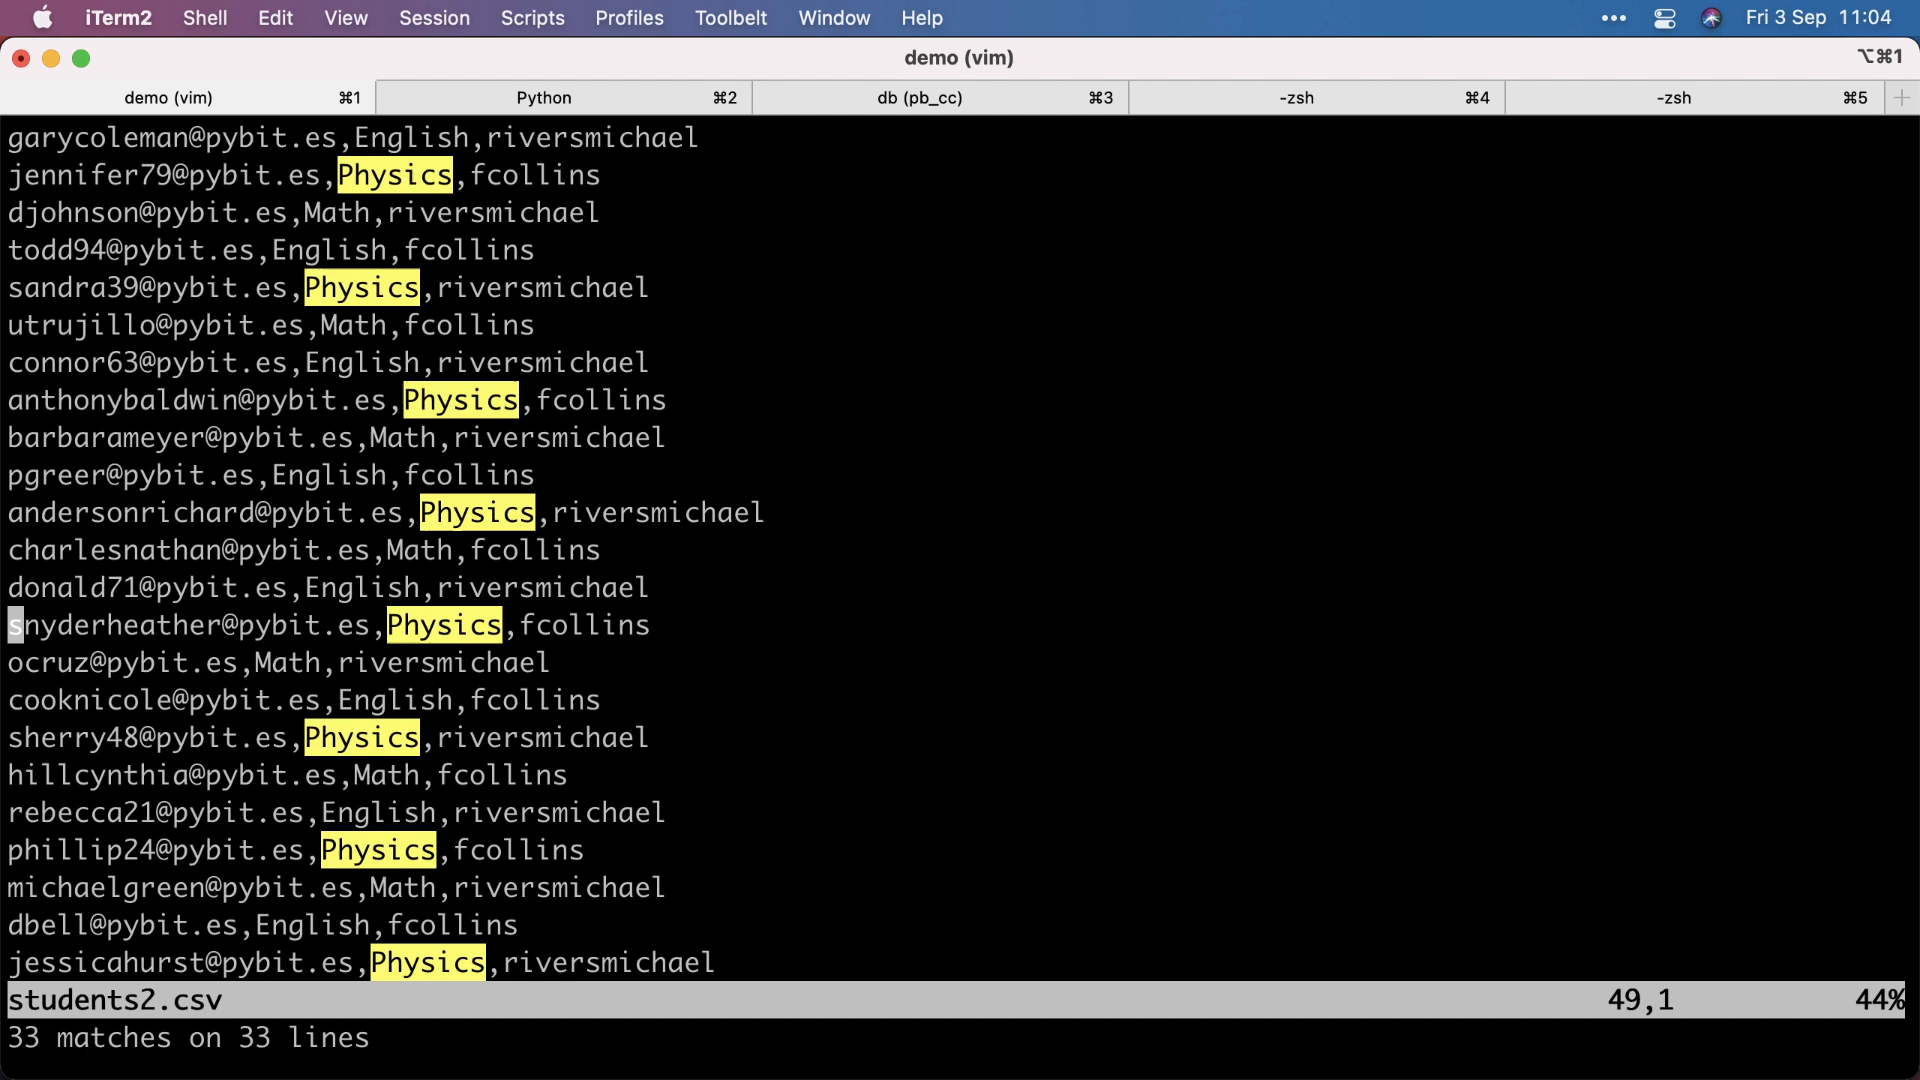 iTerm2 Shell Edit View Session Scripts Profiles Toolbelt Window Help Fri 3 Sep 11:04
demo (vim) ⌥⌘1
demo (vim) ⌘1 Python ⌘2 db (pb_cc) ⌘3 -zsh ⌘4 -zsh ⌘5
garycoleman@pybit.es,English,riversmichael
jennifer79@pybit.es,Physics,fcollins
djohnson@pybit.es,Math,riversmichael
todd94@pybit.es,English,fcollins
sandra39@pybit.es,Physics,riversmichael
utrujillo@pybit.es,Math,fcollins
connor63@pybit.es,English,riversmichael
anthonybaldwin@pybit.es,Physics,fcollins
barbarameyer@pybit.es,Math,riversmichael
pgreer@pybit.es,English,fcollins
andersonrichard@pybit.es,Physics,riversmichael
charlesnathan@pybit.es,Math,fcollins
donald71@pybit.es,English,riversmichael
snyderheather@pybit.es,Physics,fcollins
ocruz@pybit.es,Math,riversmichael
cooknicole@pybit.es,English,fcollins
sherry48@pybit.es,Physics,riversmichael
hillcynthia@pybit.es,Math,fcollins
rebecca21@pybit.es,English,riversmichael
phillip24@pybit.es,Physics,fcollins
michaelgreen@pybit.es,Math,riversmichael
dbell@pybit.es,English,fcollins
jessicahurst@pybit.es,Physics,riversmichael
students2.csv 49,1 44%
33 matches on 33 lines